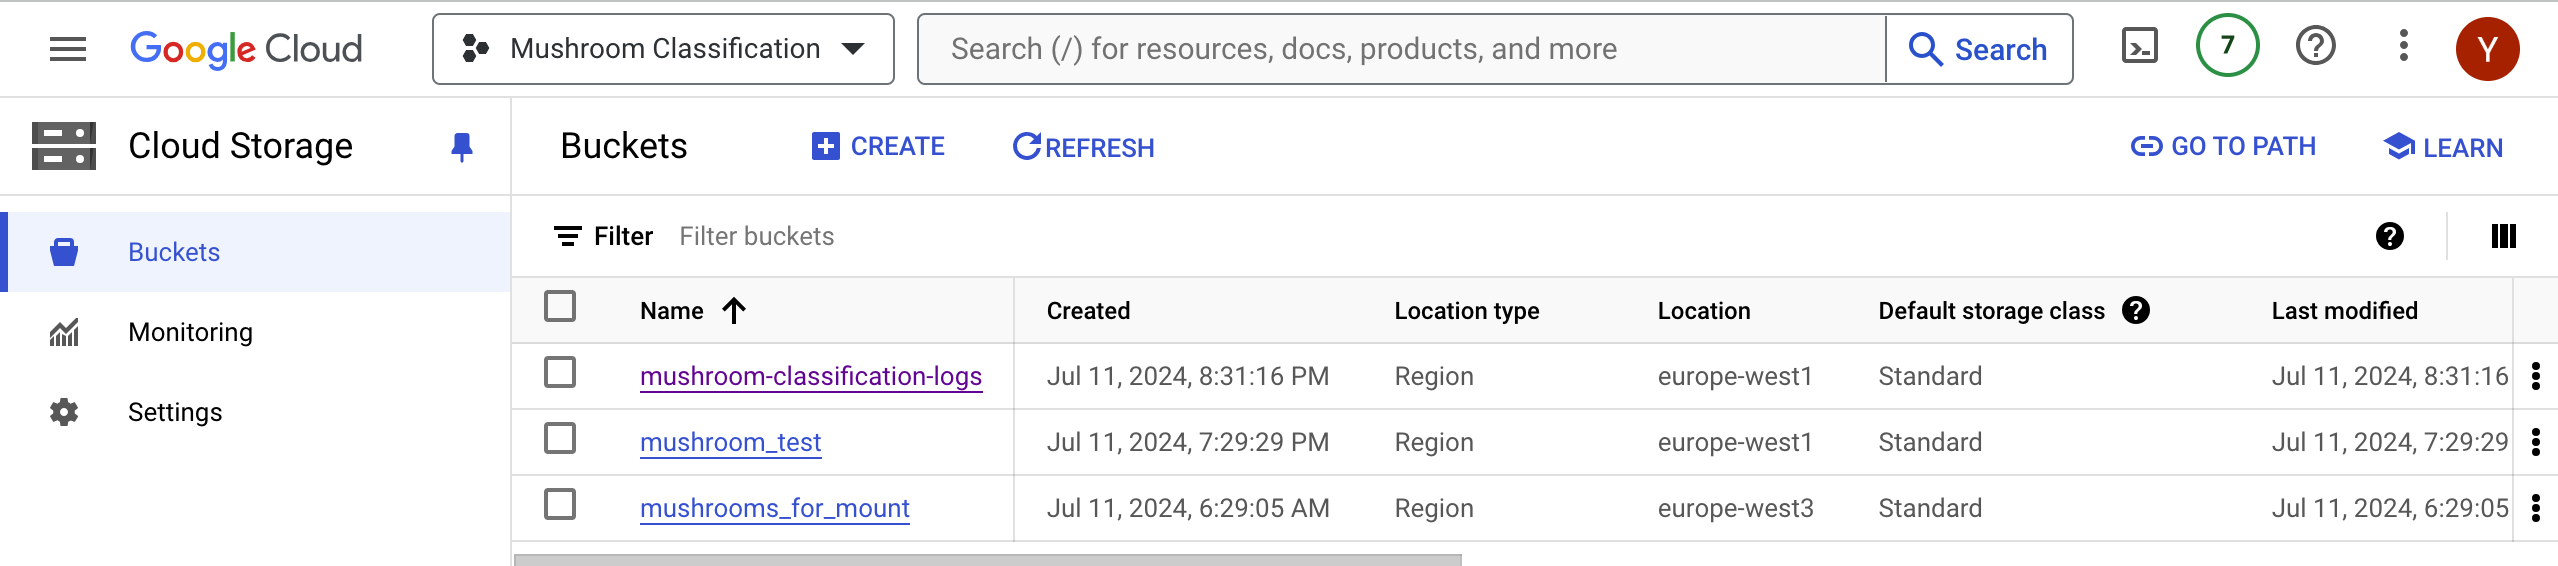 Google Cloud Mushroom Classification Search (/) for resources, docs, products, and more Search 7 Y
Cloud Storage
Buckets
Monitoring
Settings
Buckets CREATE REFRESH GO TO PATH LEARN
Filter Filter buckets
Name Created Location type Location Default storage class Last modified
mushroom-classification-logs Jul 11, 2024, 8:31:16 PM Region europe-west1 Standard Jul 11, 2024, 8:31:16
mushroom_test Jul 11, 2024, 7:29:29 PM Region europe-west1 Standard Jul 11, 2024, 7:29:29
mushrooms_for_mount Jul 11, 2024, 6:29:05 AM Region europe-west3 Standard Jul 11, 2024, 6:29:05